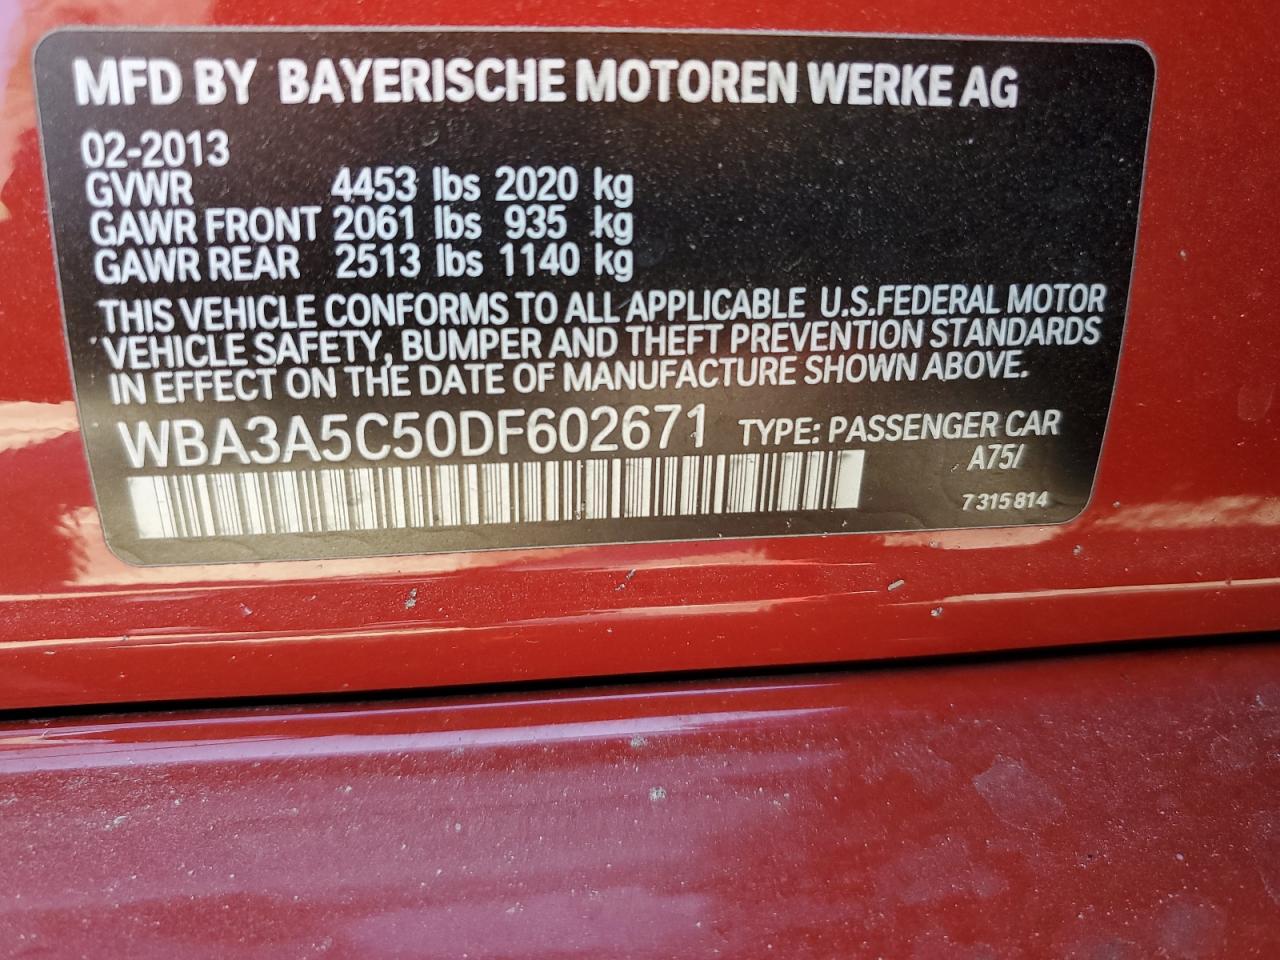 MFD BY BAYERISCHE MOTOREN WERKE AG
02-2013
GVWR 4453 lbs 2020 kg
GAWR FRONT 2061 lbs 935 kg
GAWR REAR 2513 lbs 1140 kg
THIS VEHICLE CONFORMS TO ALL APPLICABLE U.S.FEDERAL MOTOR
VEHICLE SAFETY, BUMPER AND THEFT PREVENTION STANDARDS
IN EFFECT ON THE DATE OF MANUFACTURE SHOWN ABOVE.
WBA3A5C50DF602671 TYPE: PASSENGER CAR
A75/
7 315 814